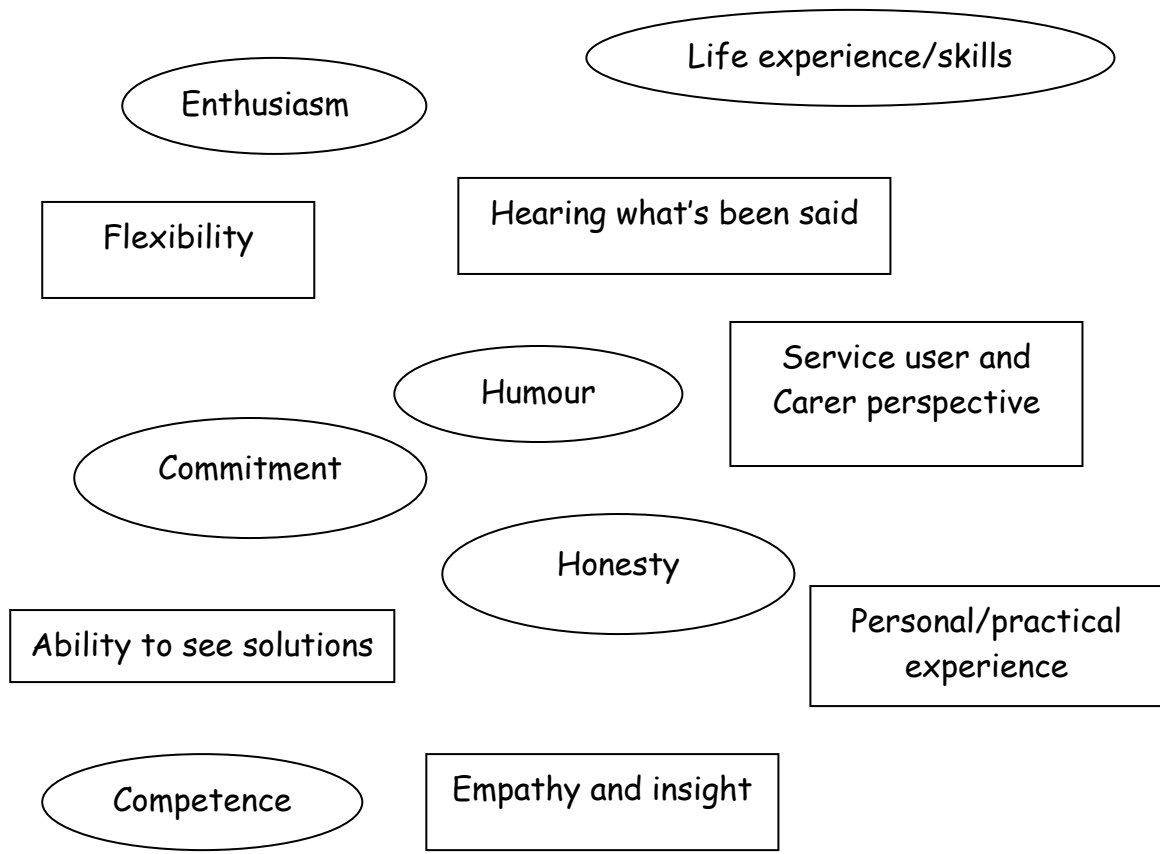 Life experience/skills
Enthusiasm
Hearing what’s been said
Flexibility
Service user and
Carer perspective
Humour
Commitment
Honesty
Personal/practical
experience
Ability to see solutions
Empathy and insight
Competence